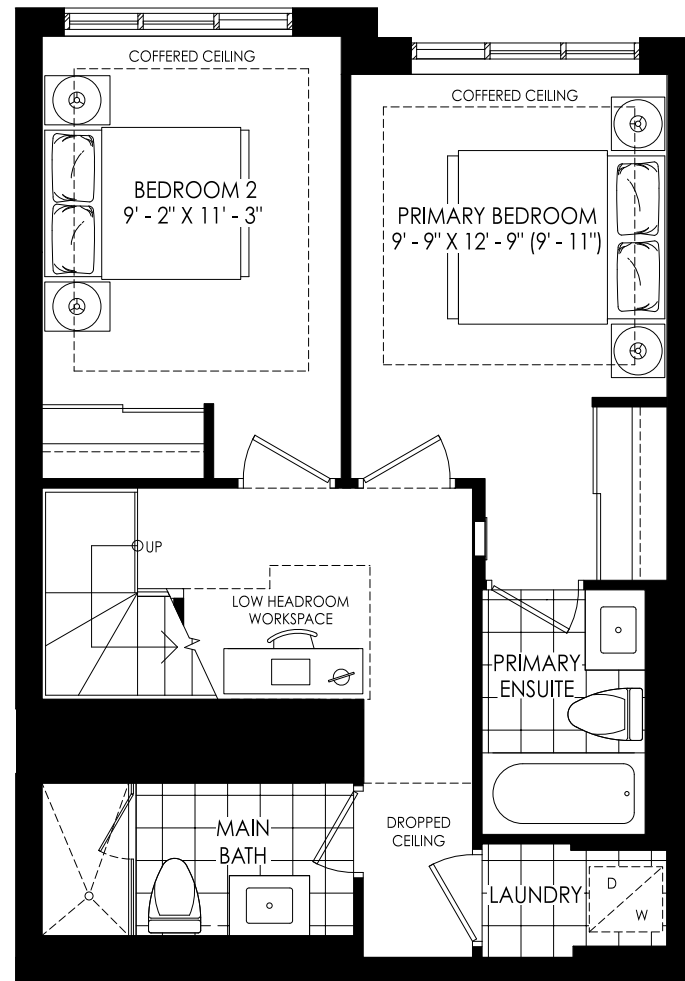 COFFERED CEILING
BEDROOM 2
9' - 2" X 11' - 3"
COFFERED CEILING
PRIMARY BEDROOM
9' - 9" X 12' - 9" (9' - 11")
UP
LOW HEADROOM
WORKSPACE
PRIMARY
ENSUITE
MAIN
BATH
DROPPED
CEILING
LAUNDRY
D
W